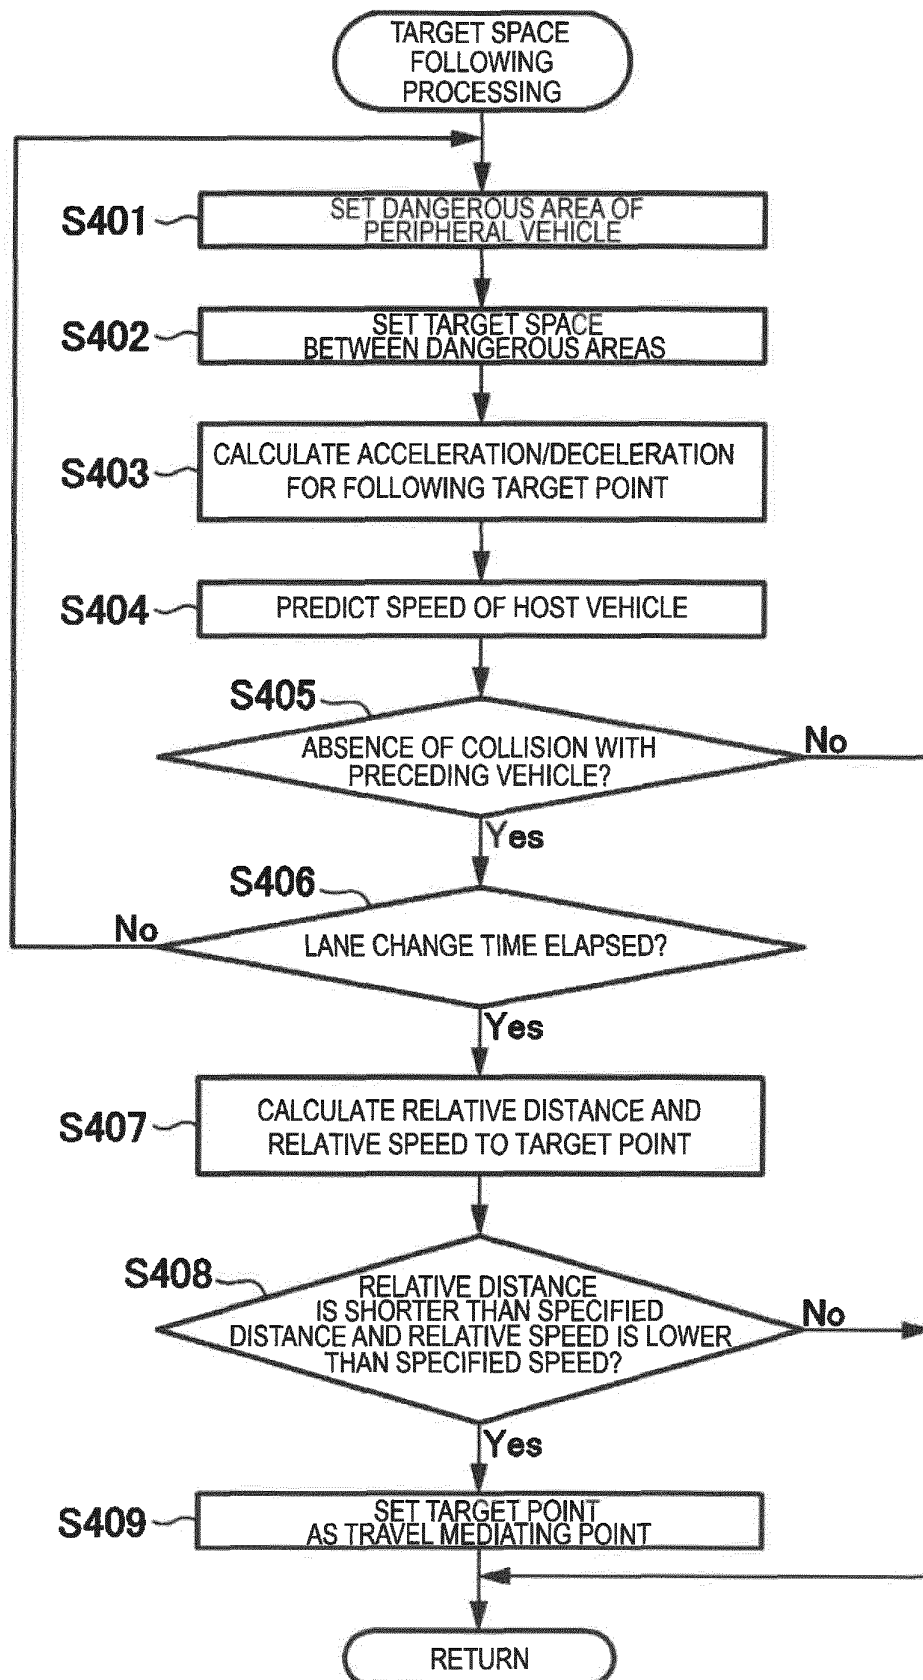 TARGET SPACE
FOLLOWING
PROCESSING
S401
SET DANGEROUS AREA OF
PERIPHERAL VEHICLE
S402
SET TARGET SPACE
BETWEEN DANGEROUS AREAS
S403
CALCULATE ACCELERATION/DECELERATION
FOR FOLLOWING TARGET POINT
S404
PREDICT SPEED OF HOST VEHICLE
S405
ABSENCE OF COLLISION WITH
PRECEDING VEHICLE?
No
Yes
S406
LANE CHANGE TIME ELAPSED?
No
Yes
S407
CALCULATE RELATIVE DISTANCE AND
RELATIVE SPEED TO TARGET POINT
S408
RELATIVE DISTANCE
IS SHORTER THAN SPECIFIED
DISTANCE AND RELATIVE SPEED IS LOWER
THAN SPECIFIED SPEED?
No
Yes
S409
SET TARGET POINT
AS TRAVEL MEDIATING POINT
RETURN